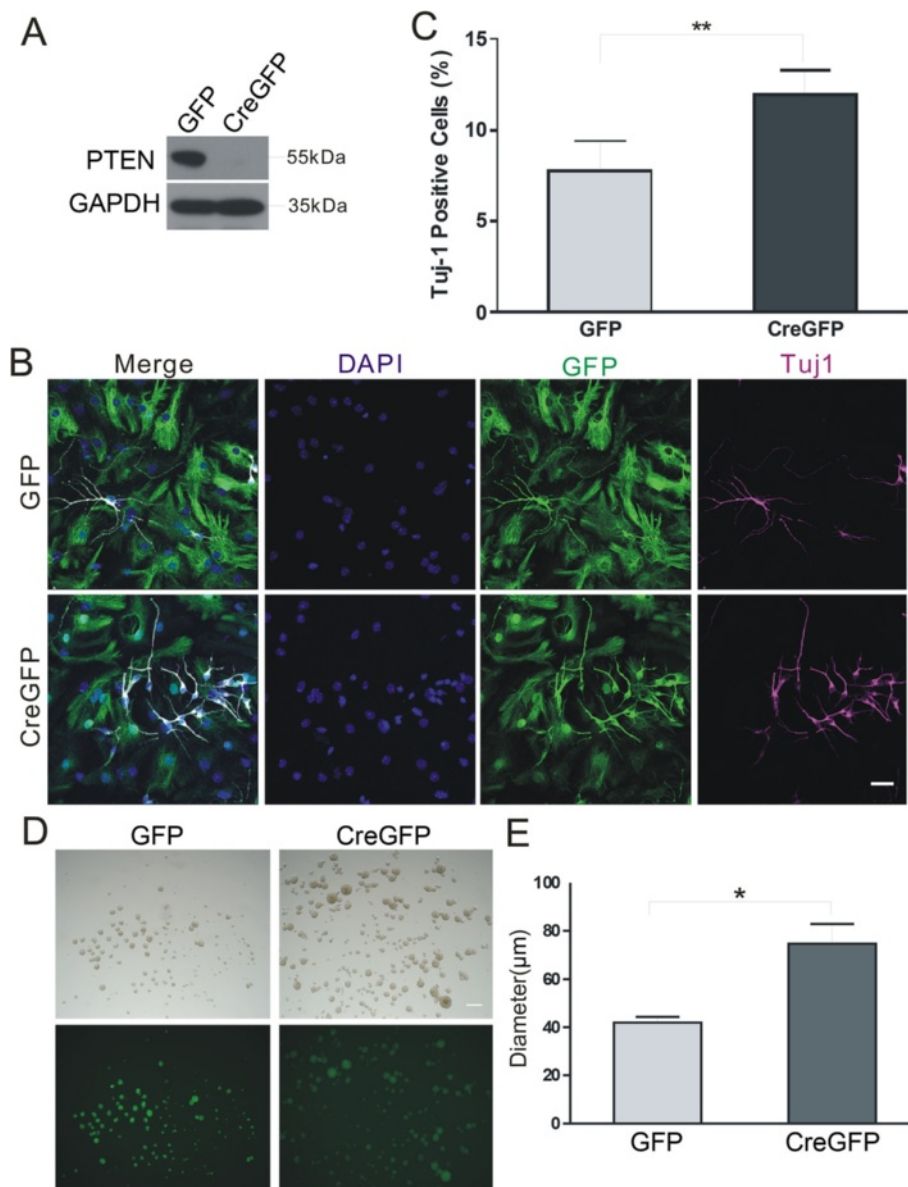 A
GFP
CreGFP
PTEN
55kDa
GAPDH
35kDa
C
**
Tuj-1 Positive Cells (%)
15
10
5
0
GFP
CreGFP
B
Merge
DAPI
GFP
Tuj1
GFP
CreGFP
D
GFP
CreGFP
E
*
Diameter(μm)
100
80
60
40
20
0
GFP
CreGFP